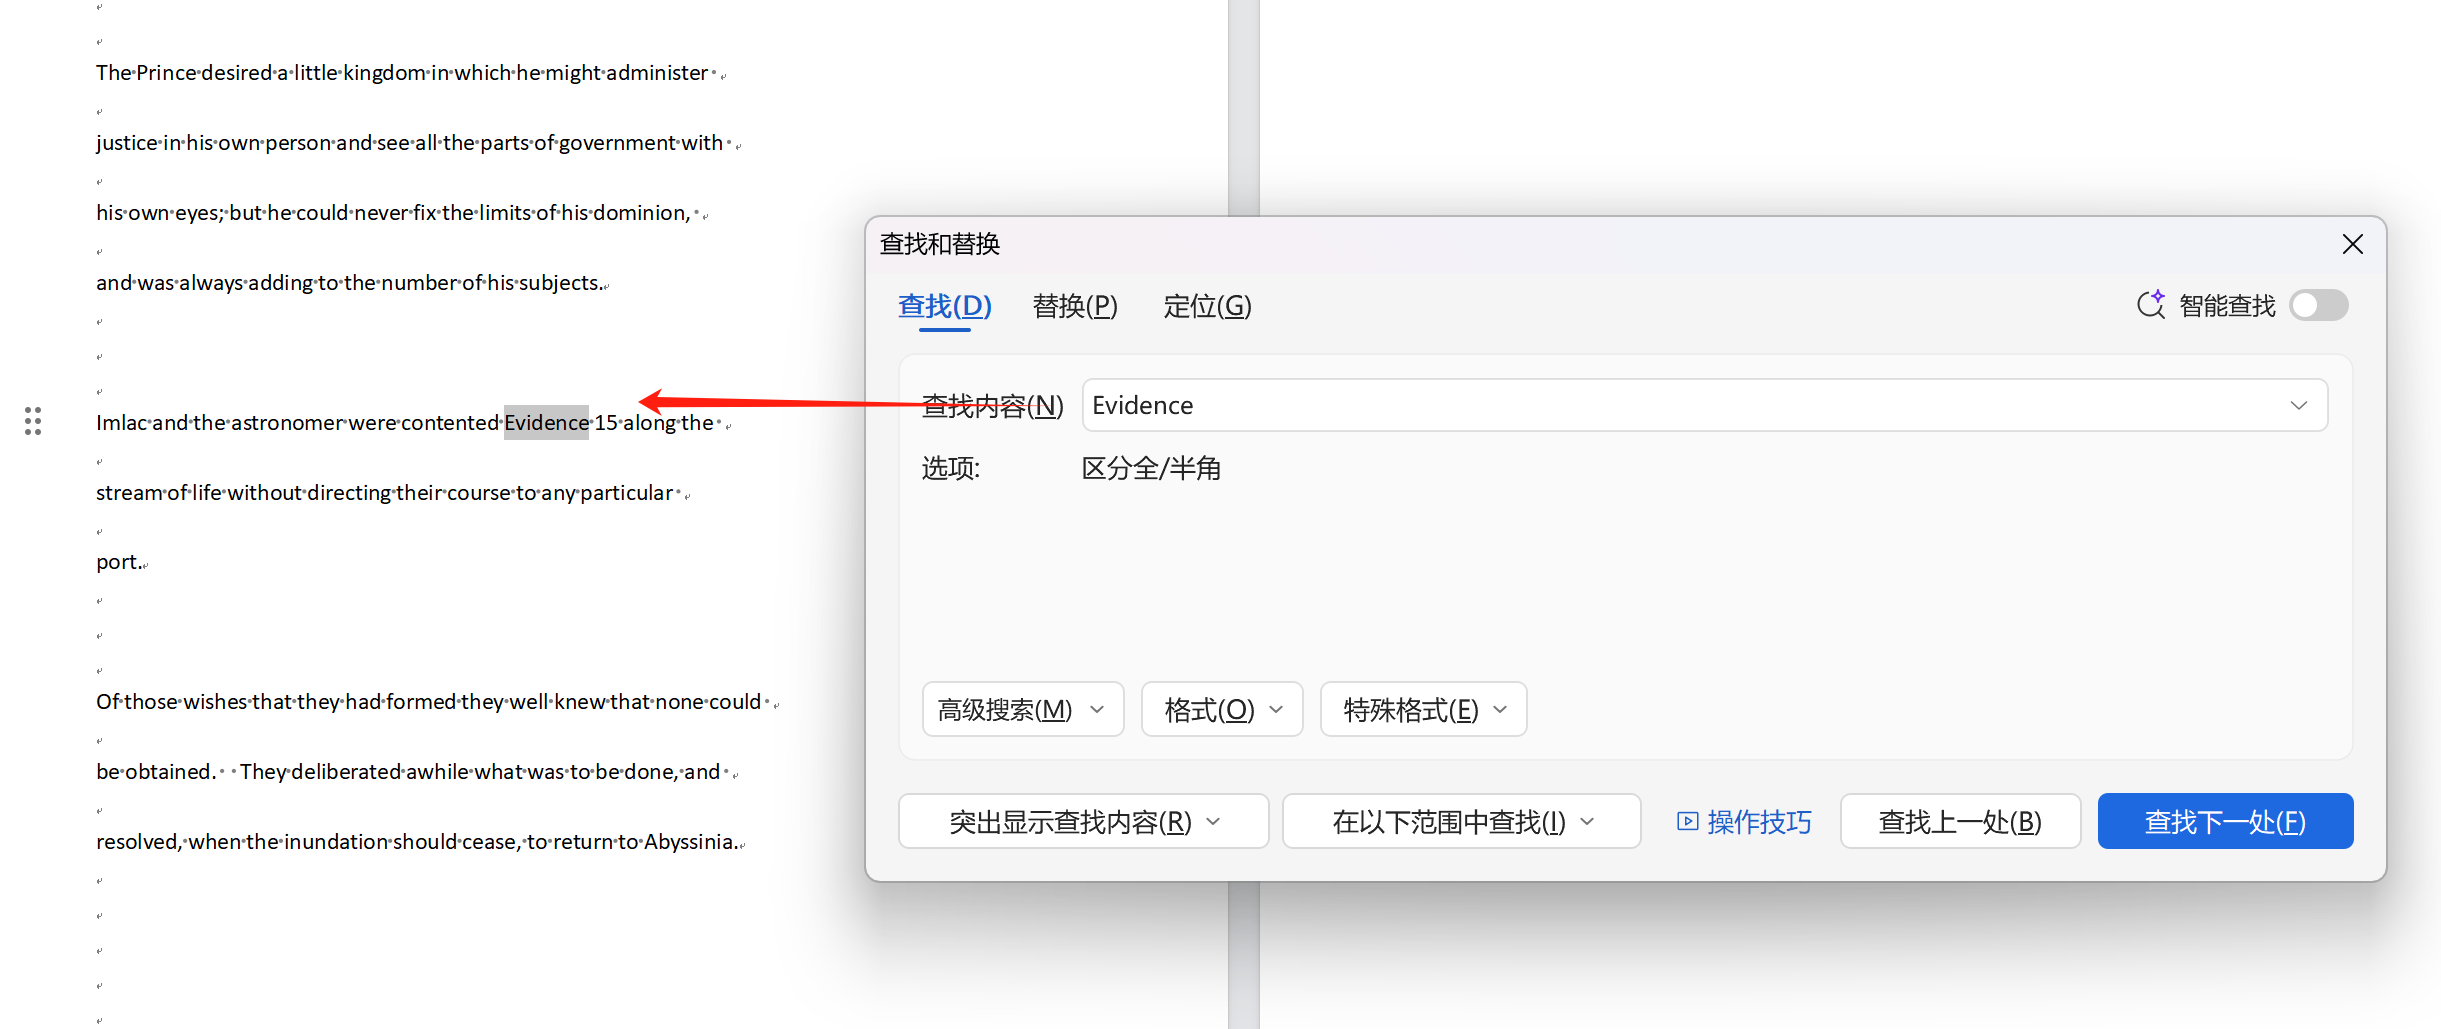 The Prince desired a little kingdom in which he might administer
justice in his own person and see all the parts of government with
his own eyes; but he could never fix the limits of his dominion,
and was always adding to the number of his subjects.
Imlac and the astronomer were contented Evidence 15 along the
stream of life without directing their course to any particular
port.
Of those wishes that they had formed they well knew that none could
be obtained.  They deliberated awhile what was to be done, and
resolved, when the inundation should cease, to return to Abyssinia.
查找和替换
查找(D) 替换(P) 定位(G) 智能查找
查找内容(N) Evidence
选项: 区分全/半角
高级搜索(M) 格式(O) 特殊格式(E)
突出显示查找内容(R) 在以下范围中查找(I) 操作技巧 查找上一处(B) 查找下一处(F)